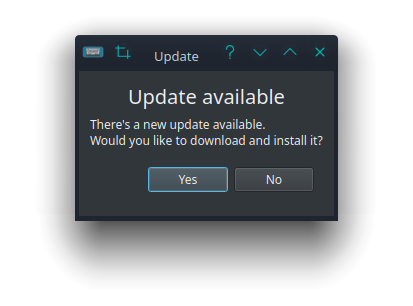 Update
Update available
There's a new update available.
Would you like to download and install it?
Yes
No